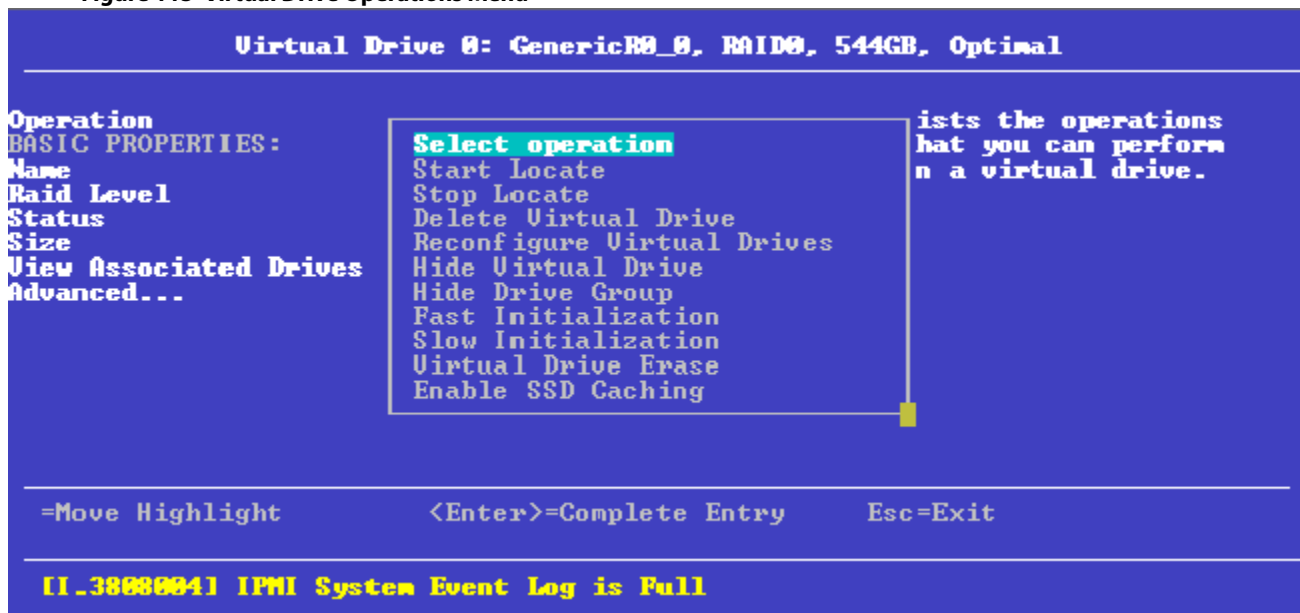 Virtual Drive 0: GenericR0_0, RAID0, 544GB, Optimal
Operation
BASIC PROPERTIES:
Name
Raid Level
Status
Size
View Associated Drives
Advanced...
Select operation
Start Locate
Stop Locate
Delete Virtual Drive
Reconfigure Virtual Drives
Hide Virtual Drive
Hide Drive Group
Fast Initialization
Slow Initialization
Virtual Drive Erase
Enable SSD Caching
ists the operations
hat you can perform
n a virtual drive.
=Move Highlight <Enter>=Complete Entry Esc=Exit
[I_3808004] IPMI System Event Log is Full